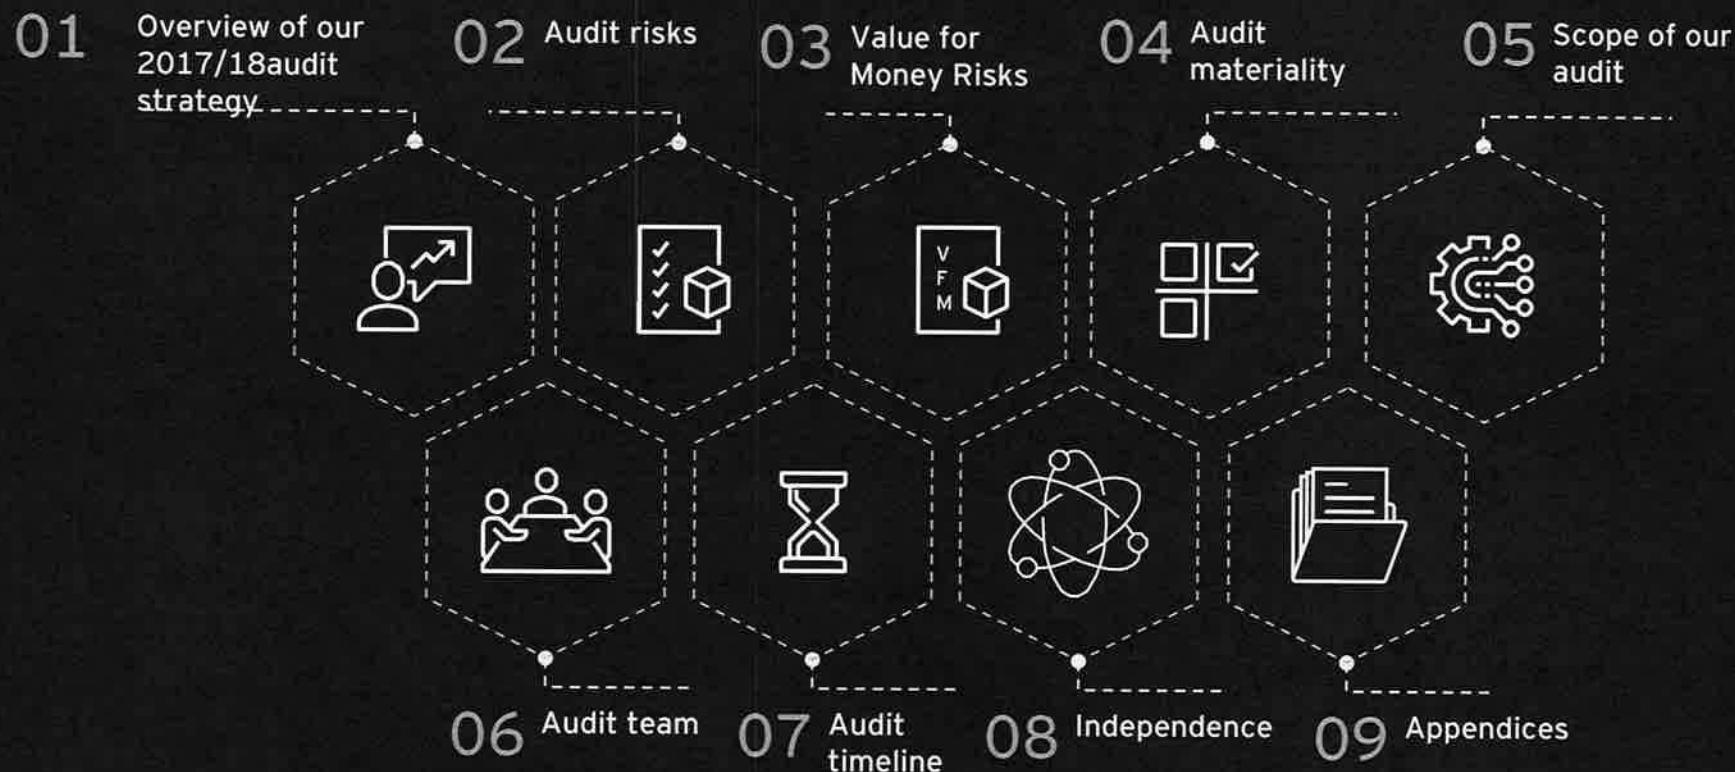 01
Overview of our
2017/18audit
strategy
02
Audit risks
03
Value for
Money Risks
04
Audit
materiality
05
Scope of our
audit
V
F
M
06
Audit team
07
Audit
timeline
08
Independence
09
Appendices